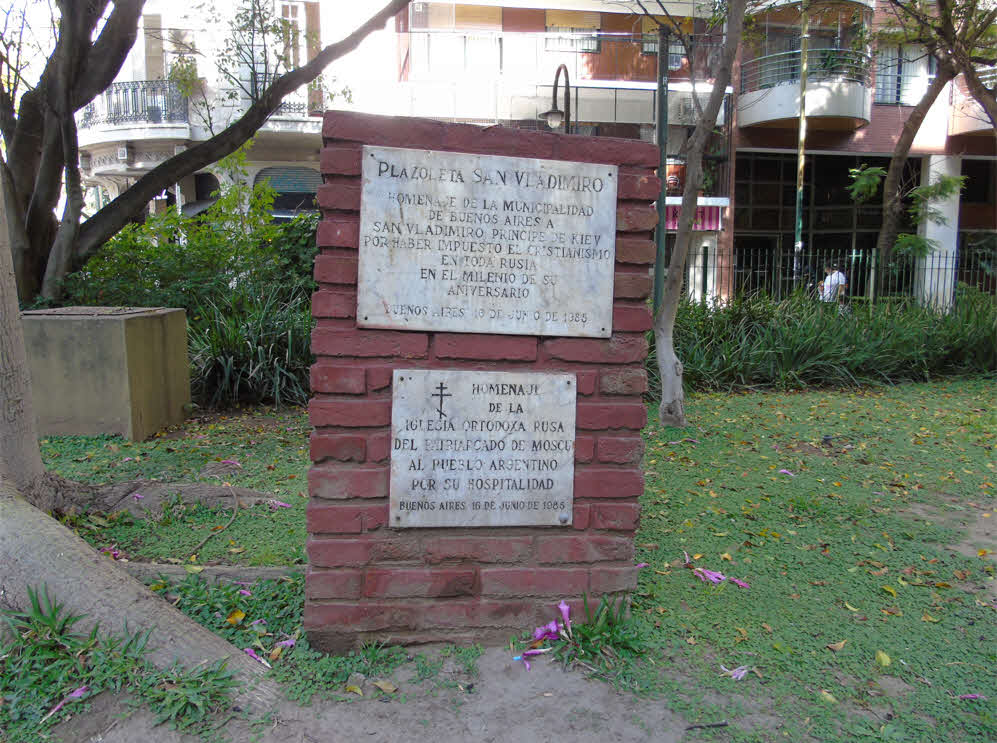 PLAZOLETA SAN VLADIMIRO
HOMENAJE DE LA MUNICIPALIDAD
DE BUENOS AIRES A
SAN VLADIMIRO PRINCIPE DE KIEV
POR HABER IMPUESTO EL CRISTIANISMO
EN TODA RUSIA
EN EL MILENIO DE SU
ANIVERSARIO
BUENOS AIRES 16 DE JUNIO DE 1988
HOMENAJE
DE LA
IGLESIA ORTODOXA RUSA
DEL PATRIARCADO DE MOSCU
AL PUEBLO ARGENTINO
POR SU HOSPITALIDAD
BUENOS AIRES 16 DE JUNIO DE 1988